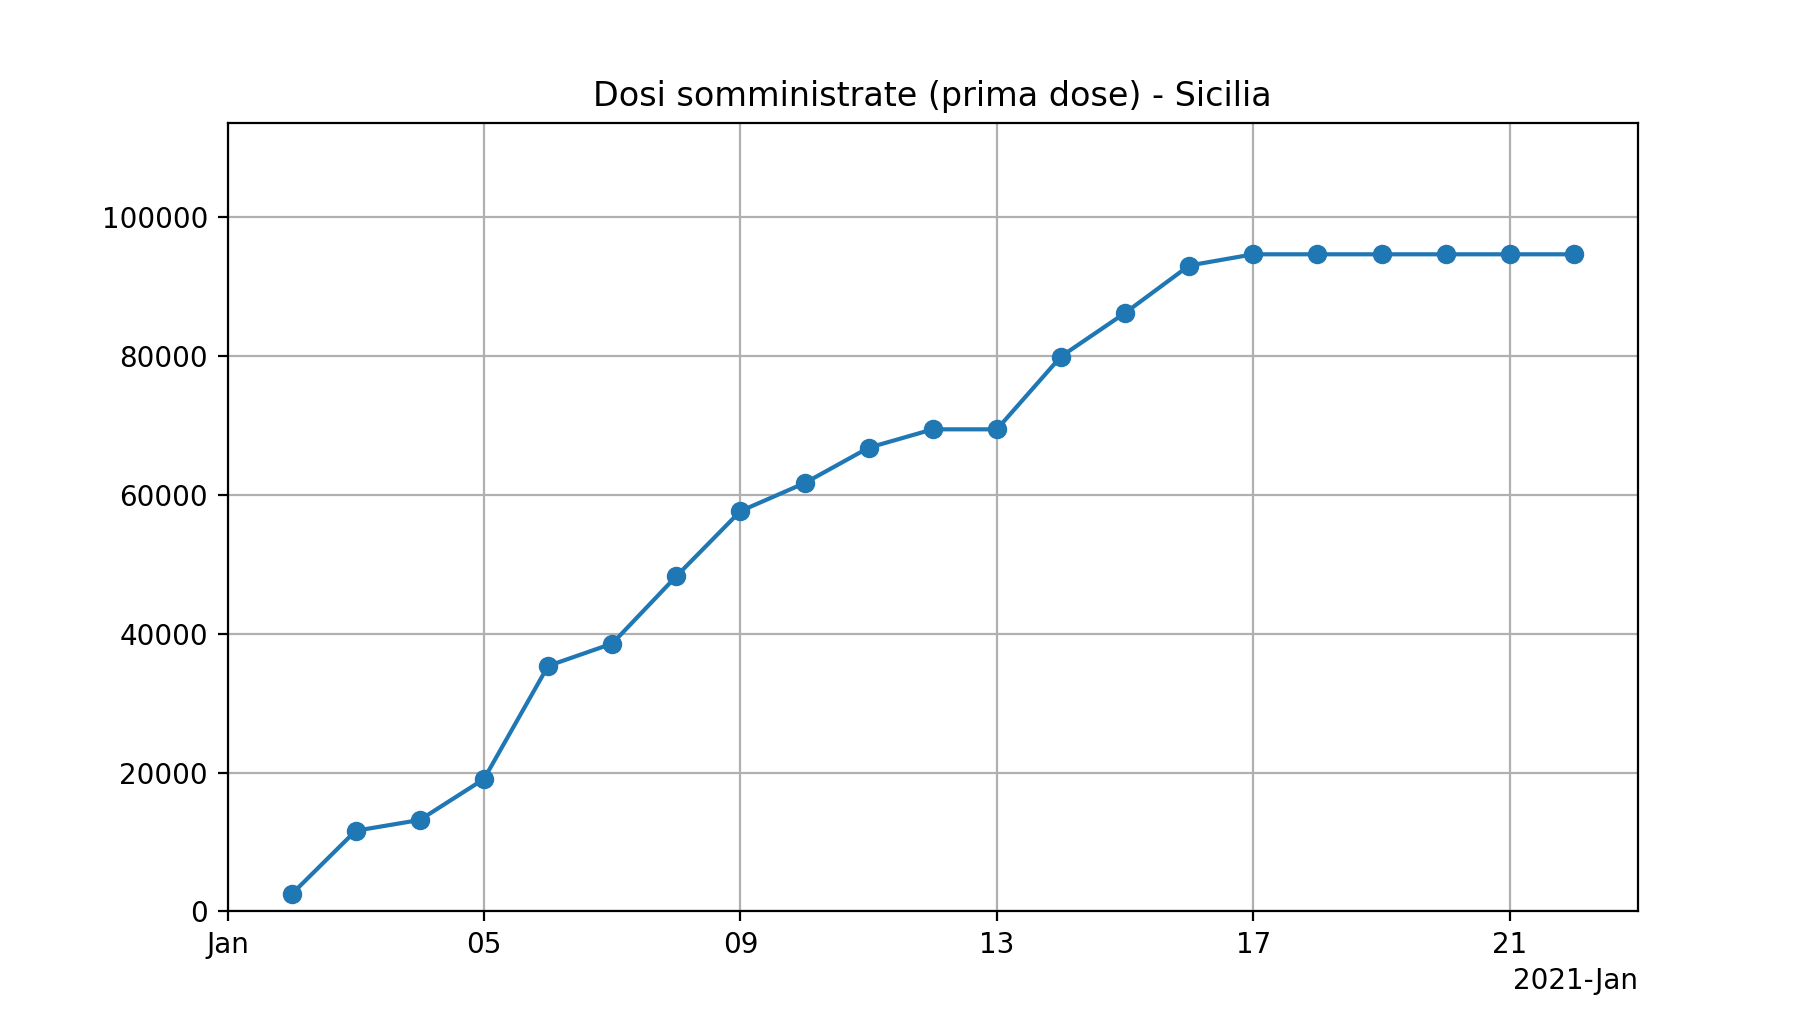 Dosi somministrate (prima dose) - Sicilia
100000
80000
60000
40000
20000
0
Jan 05 09 13 17 21
2021-Jan